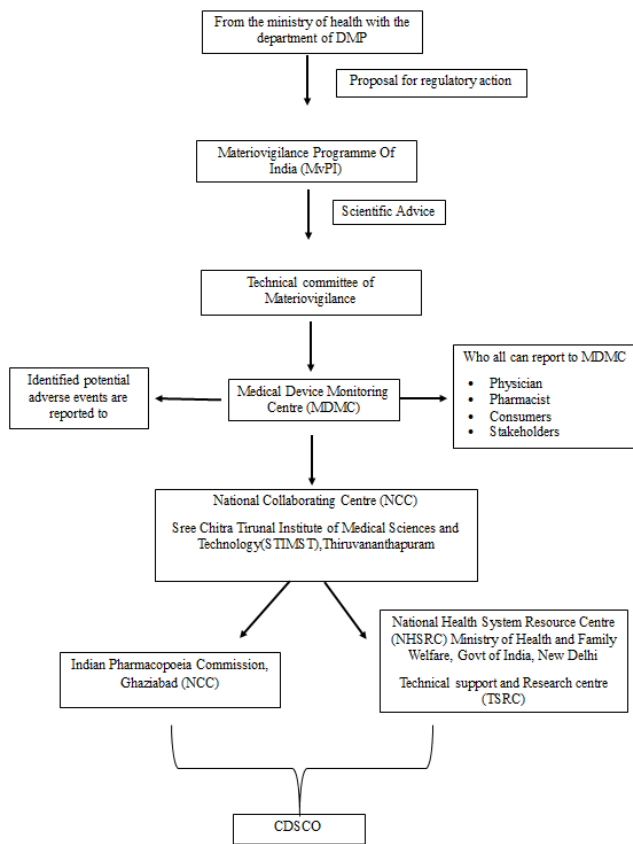 From the ministry of health with the
department of DMP
Proposal for regulatory action
Materiovigilance Programme Of
India (MvPI)
Scientific Advice
Technical committee of
Materiovigilance
Identified potential
adverse events are
reported to
Medical Device Monitoring
Centre (MDMC)
Who all can report to MDMC
• Physician
• Pharmacist
• Consumers
• Stakeholders
National Collaborating Centre (NCC)
Sree Chitra Tirunal Institute of Medical Sciences and
Technology(STIMST),Thiruvananthapuram
Indian Pharmacopoeia Commission,
Ghaziabad (NCC)
National Health System Resource Centre
(NHSRC) Ministry of Health and Family
Welfare, Govt of India, New Delhi
Technical support and Research centre
(TSRC)
CDSCO